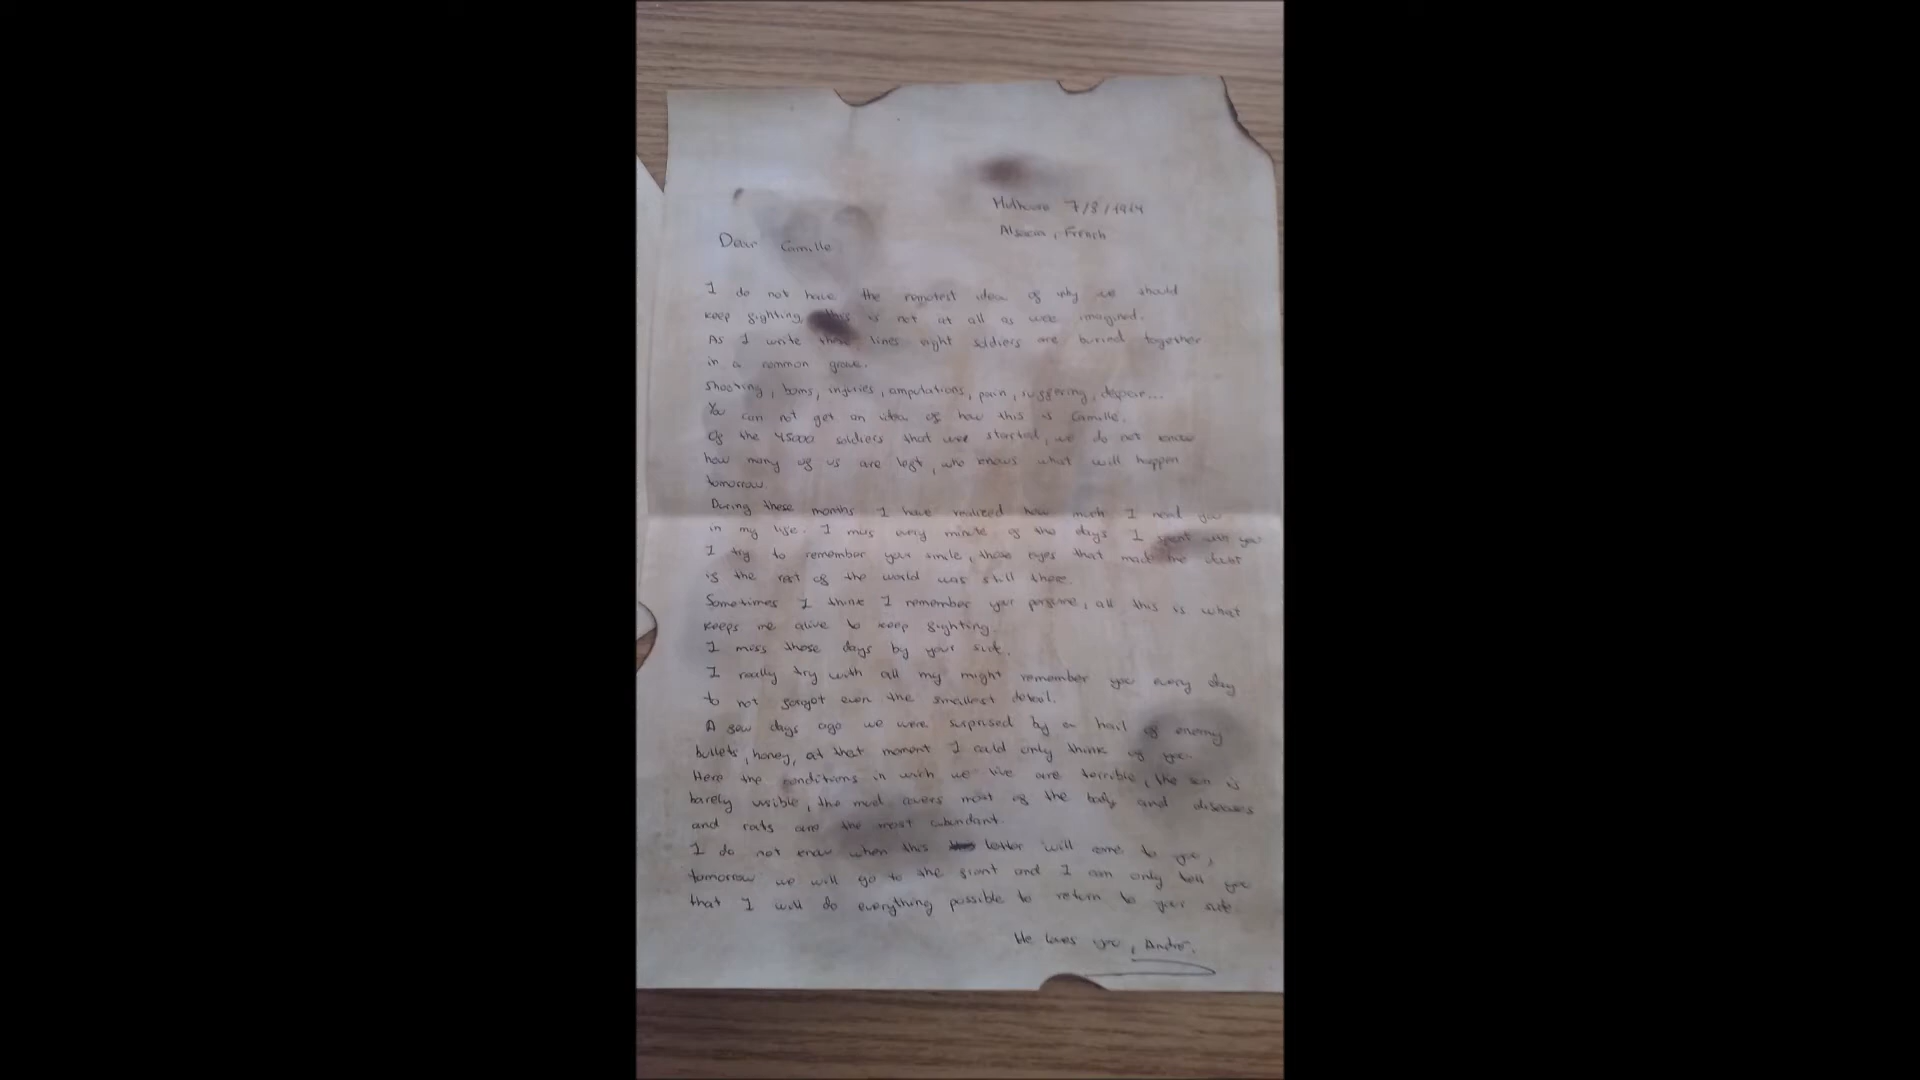 Mulhouse 7/8/1914
Alsacia, French
Dear Camille
I do not have the remotest idea of why we should
keep fighting, this is not at all as wee imagined.
As I write these lines eight soldiers are buried together
in a common grave.
Shooting, boms, injuries, amputations, pain, suffering, despair...
You can not get an idea of how this is Camille.
Of the 45000 soldiers that wee started, we do not know
how many of us are left, who knows what will happen
tomorrow.
During these months I have realized how much I need you
in my life. I miss every minute of the days I spent with you
I try to remember your smile, those eyes that made me doubt
if the rest of the world was still there.
Sometimes I think I remember your perfume, all this is what
keeps me alive to keep fighting.
I miss those days by your side.
I really try with all my might remember you every day
to not forget even the smallest detail.
A few days ago we were surprised by a hail of enemy
bullets, honey, at that moment I could only think of you.
Here the conditions in wich we live are terrible, the sun is
barely visible, the mud covers most of the body and diseases
and rats are the most abundant.
I do not know when this letter will come to you,
tomorrow we will go to the front and I can only tell you
that I will do everything possible to return to your side
He loves you, André.